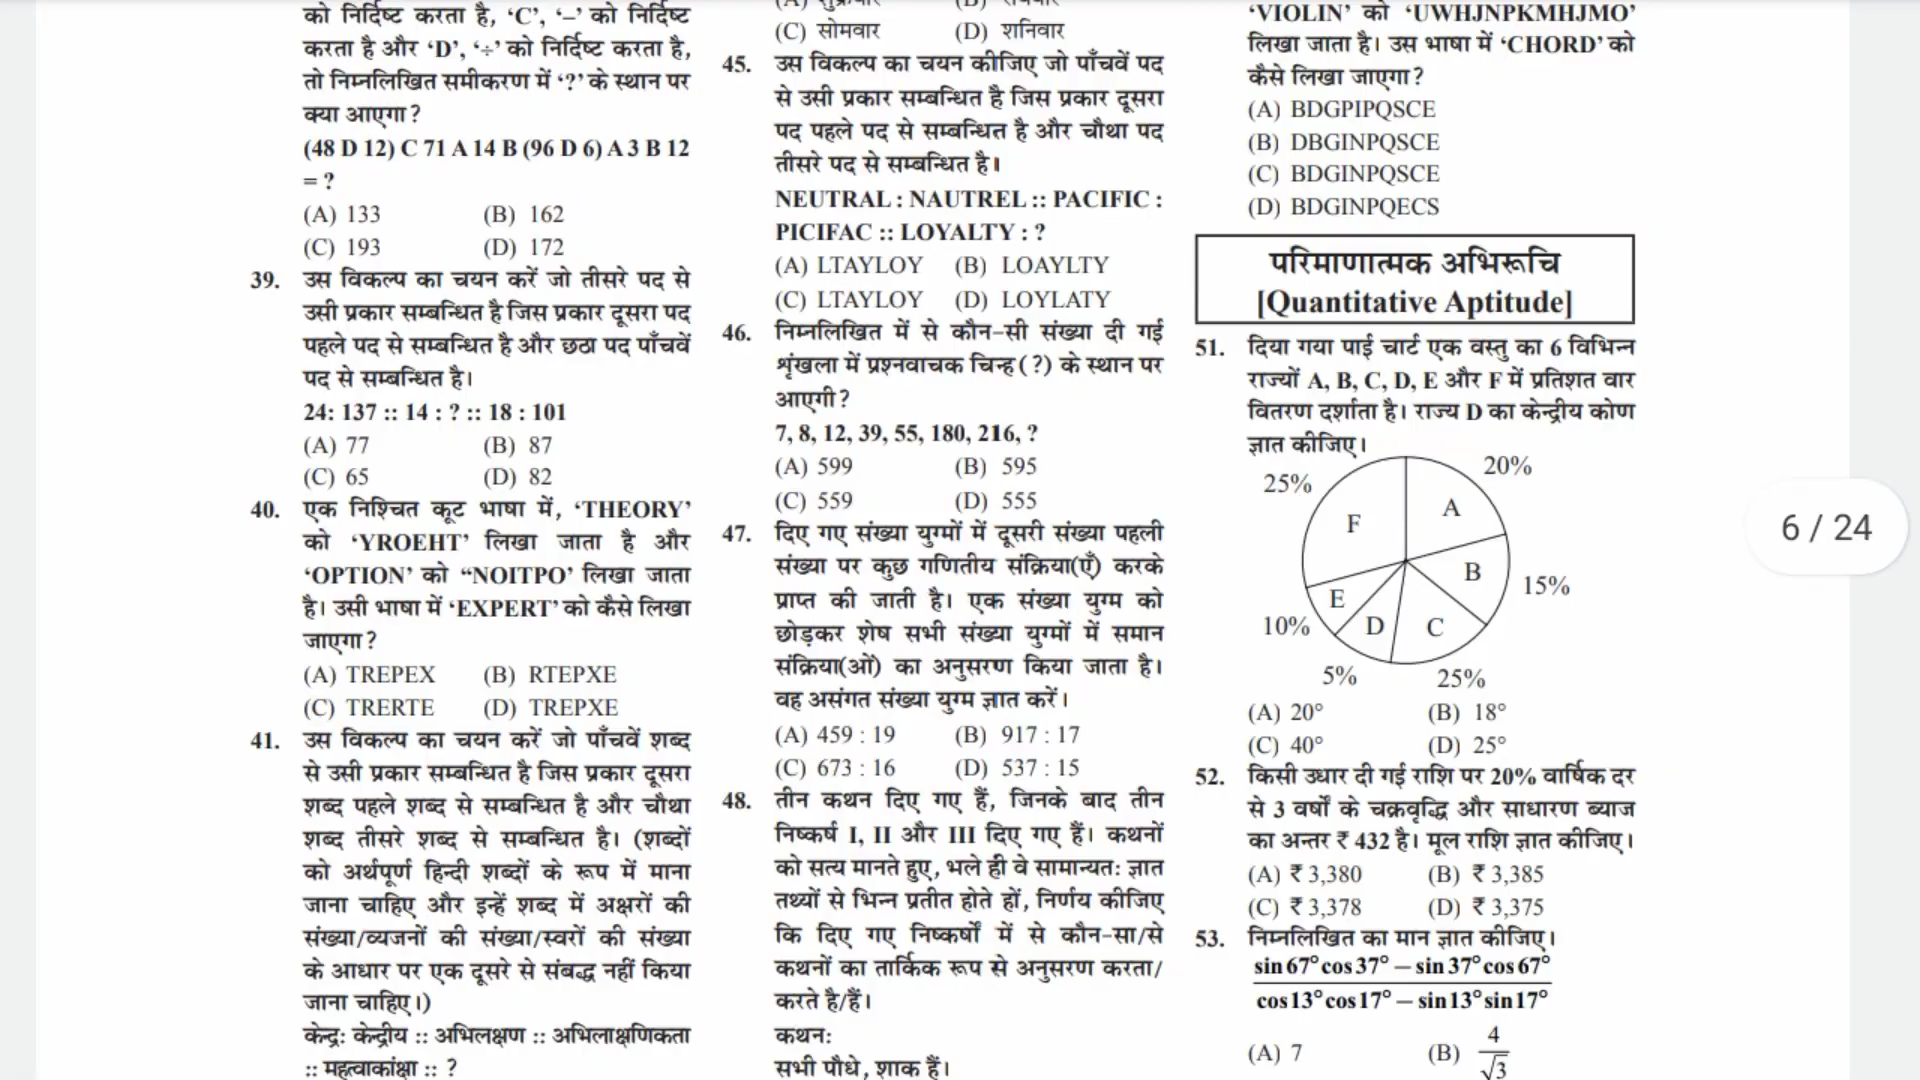 को निर्दिष्ट करता है, ‘C’, ‘–’ को निर्दिष्ट
करता है और ‘D’, ‘÷’ को निर्दिष्ट करता है,
तो निम्नलिखित समीकरण में ‘?’ के स्थान पर
क्या आएगा?
(48 D 12) C 71 A 14 B (96 D 6) A 3 B 12
= ?
(A) 133 (B) 162
(C) 193 (D) 172
39. उस विकल्प का चयन करें जो तीसरे पद से
उसी प्रकार सम्बन्धित है जिस प्रकार दूसरा पद
पहले पद से सम्बन्धित है और छठा पद पाँचवें
पद से सम्बन्धित है।
24: 137 :: 14 : ? :: 18 : 101
(A) 77 (B) 87
(C) 65 (D) 82
40. एक निश्चित कूट भाषा में, ‘THEORY’
को ‘YROEHT’ लिखा जाता है और
‘OPTION’ को “NOITPO’ लिखा जाता
है। उसी भाषा में ‘EXPERT’ को कैसे लिखा
जाएगा?
(A) TREPEX (B) RTEPXE
(C) TRERTE (D) TREPXE
41. उस विकल्प का चयन करें जो पाँचवें शब्द
से उसी प्रकार सम्बन्धित है जिस प्रकार दूसरा
शब्द पहले शब्द से सम्बन्धित है और चौथा
शब्द तीसरे शब्द से सम्बन्धित है। (शब्दों
को अर्थपूर्ण हिन्दी शब्दों के रूप में माना
जाना चाहिए और इन्हें शब्द में अक्षरों की
संख्या/व्यजनों की संख्या/स्वरों की संख्या
के आधार पर एक दूसरे से संबद्ध नहीं किया
जाना चाहिए।)
केन्द्र: केन्द्रीय :: अभिलक्षण :: अभिलाक्षणिकता
:: महत्वाकांक्षा :: ?
(A) शुक्रवार (B) रविवार
(C) सोमवार (D) शनिवार
45. उस विकल्प का चयन कीजिए जो पाँचवें पद
से उसी प्रकार सम्बन्धित है जिस प्रकार दूसरा
पद पहले पद से सम्बन्धित है और चौथा पद
तीसरे पद से सम्बन्धित है।
NEUTRAL : NAUTREL :: PACIFIC :
PICIFAC :: LOYALTY : ?
(A) LTAYLOY (B) LOAYLTY
(C) LTAYLOY (D) LOYLATY
46. निम्नलिखित में से कौन-सी संख्या दी गई
शृंखला में प्रश्नवाचक चिन्ह (?) के स्थान पर
आएगी?
7, 8, 12, 39, 55, 180, 216, ?
(A) 599 (B) 595
(C) 559 (D) 555
47. दिए गए संख्या युग्मों में दूसरी संख्या पहली
संख्या पर कुछ गणितीय संक्रिया(एँ) करके
प्राप्त की जाती है। एक संख्या युग्म को
छोड़कर शेष सभी संख्या युग्मों में समान
संक्रिया(ओं) का अनुसरण किया जाता है।
वह असंगत संख्या युग्म ज्ञात करें।
(A) 459 : 19 (B) 917 : 17
(C) 673 : 16 (D) 537 : 15
48. तीन कथन दिए गए हैं, जिनके बाद तीन
निष्कर्ष I, II और III दिए गए हैं। कथनों
को सत्य मानते हुए, भले ही वे सामान्यत: ज्ञात
तथ्यों से भिन्न प्रतीत होते हों, निर्णय कीजिए
कि दिए गए निष्कर्षों में से कौन-सा/से
कथनों का तार्किक रूप से अनुसरण करता/
करते है/हैं।
कथन:
सभी पौधे, शाक हैं।
‘VIOLIN’ को ‘UWHJNPKMHJMO’
लिखा जाता है। उस भाषा में ‘CHORD’ को
कैसे लिखा जाएगा?
(A) BDGPIPQSCE
(B) DBGINPQSCE
(C) BDGINPQSCE
(D) BDGINPQECS
परिमाणात्मक अभिरूचि
[Quantitative Aptitude]
51. दिया गया पाई चार्ट एक वस्तु का 6 विभिन्न
राज्यों A, B, C, D, E और F में प्रतिशत वार
वितरण दर्शाता है। राज्य D का केन्द्रीय कोण
ज्ञात कीजिए।
25% 20%
F A
B 15%
E
10% D C
5% 25%
(A) 20° (B) 18°
(C) 40° (D) 25°
52. किसी उधार दी गई राशि पर 20% वार्षिक दर
से 3 वर्षों के चक्रवृद्धि और साधारण ब्याज
का अन्तर ₹ 432 है। मूल राशि ज्ञात कीजिए।
(A) ₹ 3,380 (B) ₹ 3,385
(C) ₹ 3,378 (D) ₹ 3,375
53. निम्नलिखित का मान ज्ञात कीजिए।
sin 67° cos 37° – sin 37° cos 67°
cos 13° cos 17° – sin 13° sin 17°
(A) 7 (B) 4/√3
6 / 24